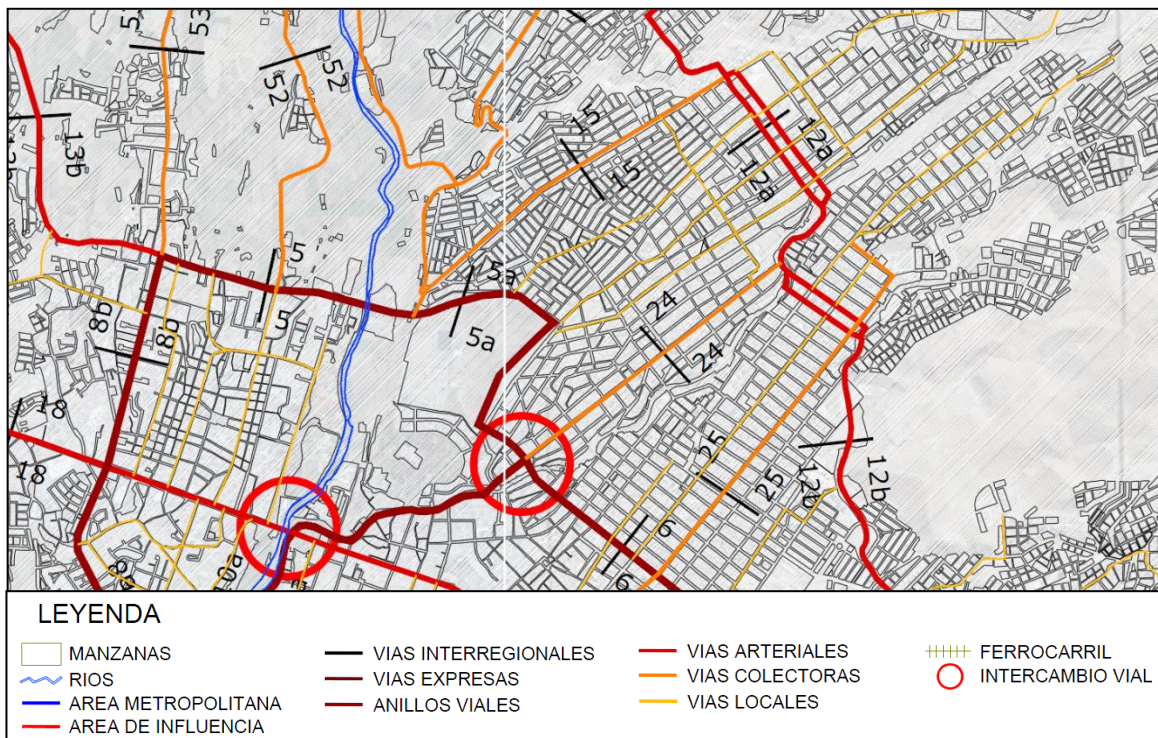 53
52
52
13b
15
15
12a
12a
5
5
5a
5a
8b
8b
24
24
18
18
25
25
12b
12b
6
6
10a
LEYENDA
MANZANAS
RIOS
AREA METROPOLITANA
AREA DE INFLUENCIA
VIAS INTERREGIONALES
VIAS EXPRESAS
ANILLOS VIALES
VIAS ARTERIALES
VIAS COLECTORAS
VIAS LOCALES
FERROCARRIL
INTERCAMBIO VIAL